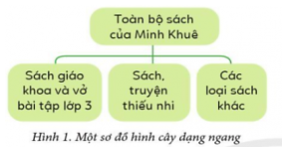 Toàn bộ sách
của Minh Khuê
Sách giáo
khoa và vở
bài tập lớp 3
Sách,
truyện
thiếu nhi
Các
loại sách
khác
Hình 1. Một sơ đồ hình cây dạng ngang